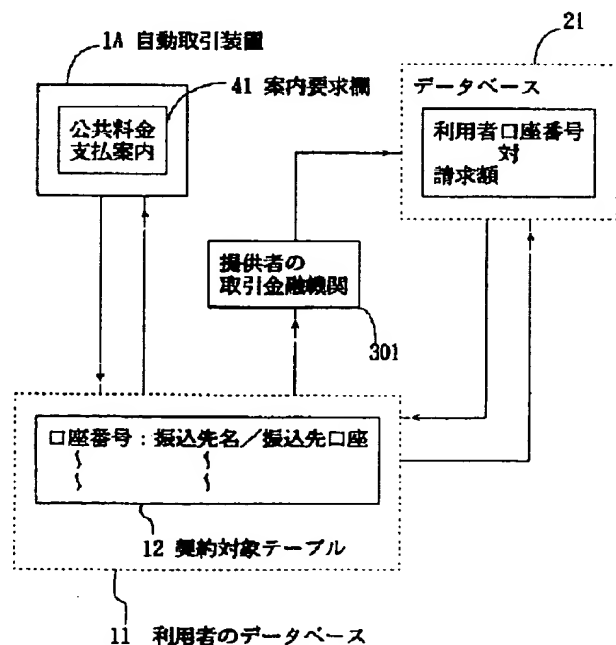 1A 自動取引装置
41 案内要求欄
公共料金
支払案内
21
データベース
利用者口座番号
対
請求額
提供者の
取引金融機関
301
口座番号:振込先名/振込先口座
12 契約対象テーブル
11 利用者のデータベース